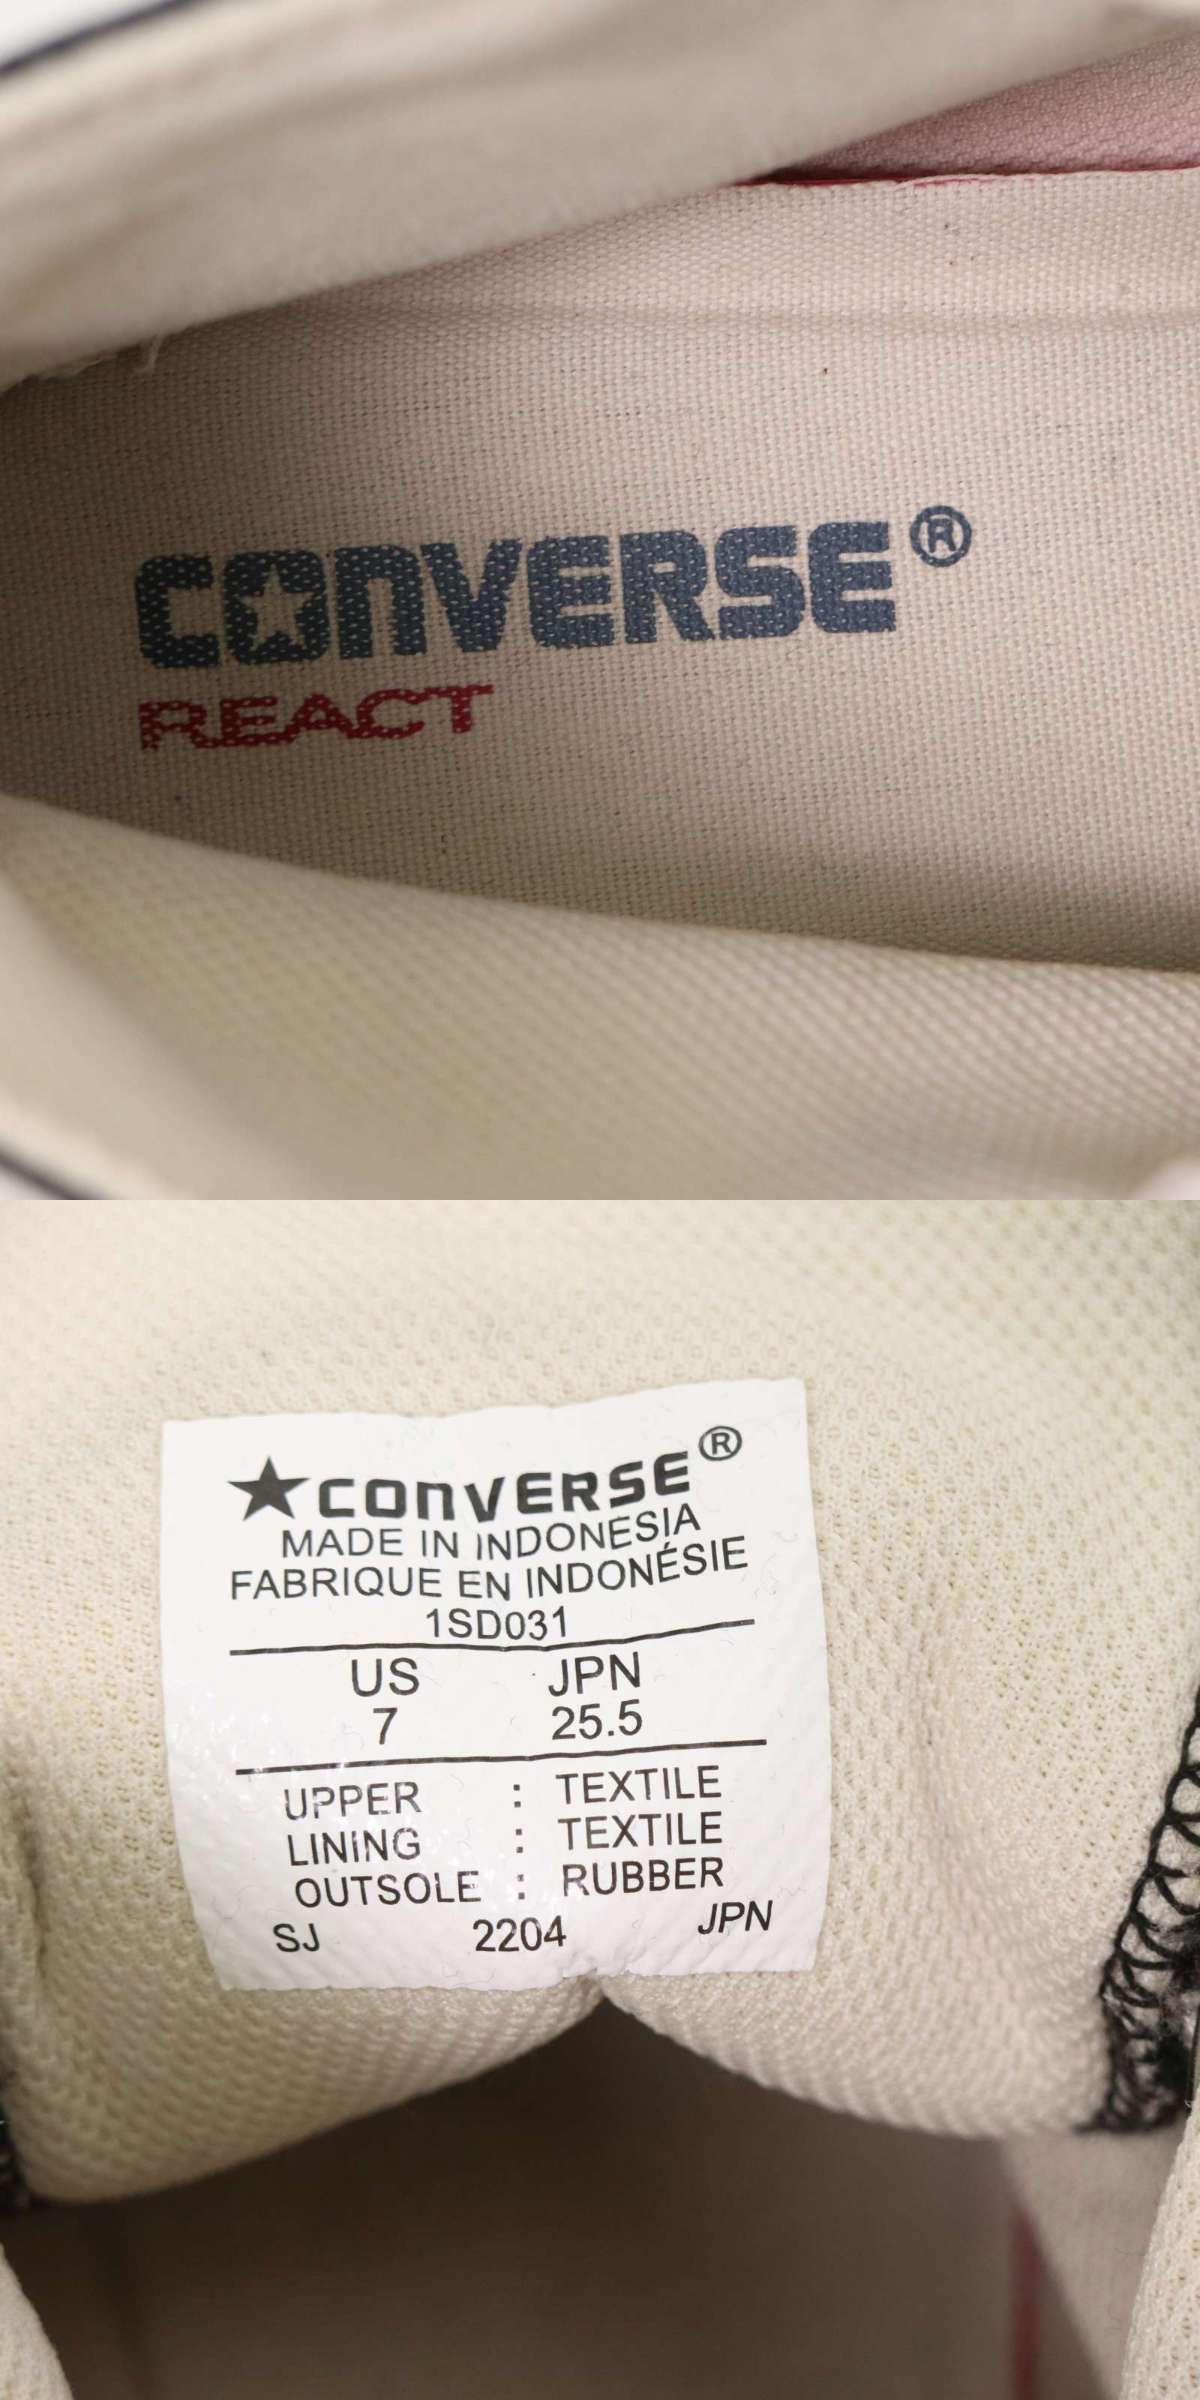 CONVERSE®
REACT
★CONVERSE®
MADE IN INDONESIA
FABRIQUE EN INDONÉSIE
1SD031
US JPN
7 25.5
UPPER : TEXTILE
LINING : TEXTILE
OUTSOLE : RUBBER
SJ 2204 JPN